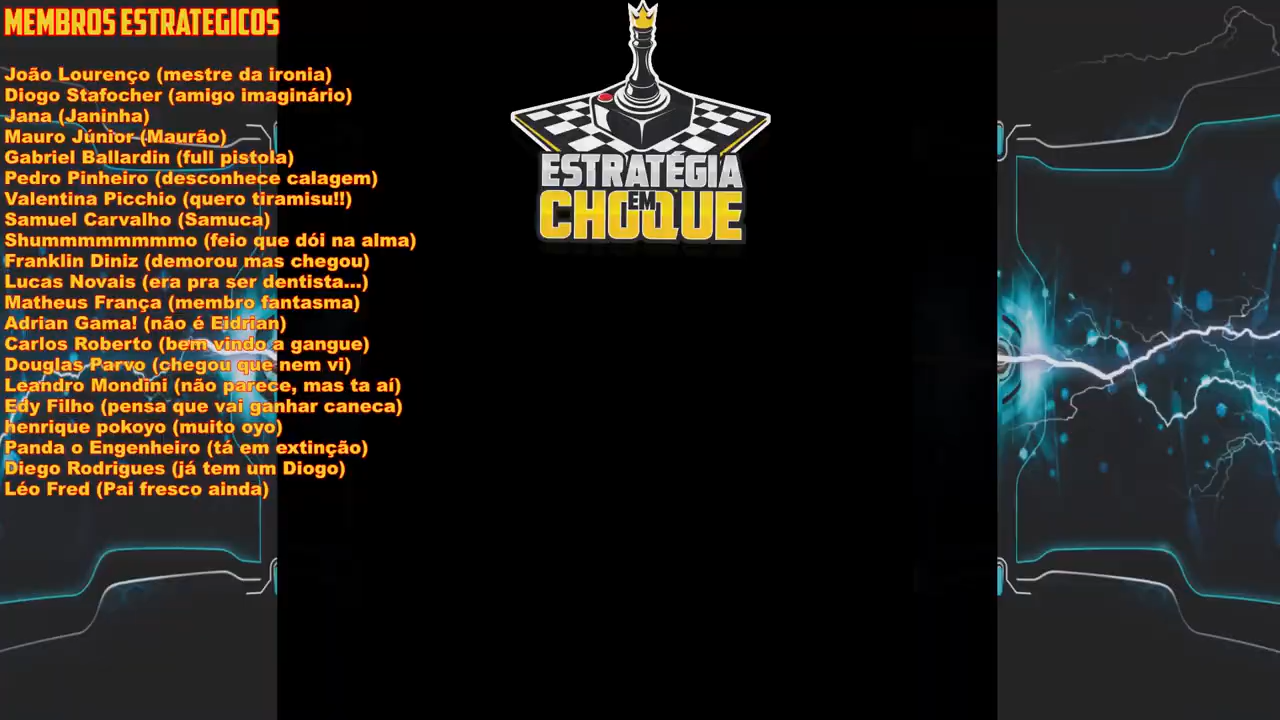 MEMBROS ESTRATEGICOS
João Lourenço (mestre da ironia)
Diogo Stafocher (amigo imaginário)
Jana (Janinha)
Mauro Júnior (Maurão)
Gabriel Ballardin (full pistola)
Pedro Pinheiro (desconhece calagem)
Valentina Picchio (quero tiramisu!!)
Samuel Carvalho (Samuca)
Shummmmmmmmo (feio que dói na alma)
Franklin Diniz (demorou mas chegou)
Lucas Novais (era pra ser dentista...)
Matheus França (membro fantasma)
Adrian Gama! (não é Eidrian)
Carlos Roberto (bem vindo a gangue)
Douglas Parvo (chegou que nem vi)
Leandro Mondini (não parece, mas ta aí)
Edy Filho (pensa que vai ganhar caneca)
henrique pokoyo (muito oyo)
Panda o Engenheiro (tá em extinção)
Diego Rodrigues (já tem um Diogo)
Léo Fred (Pai fresco ainda)
ESTRATÉGIA
EM
CHOQUE